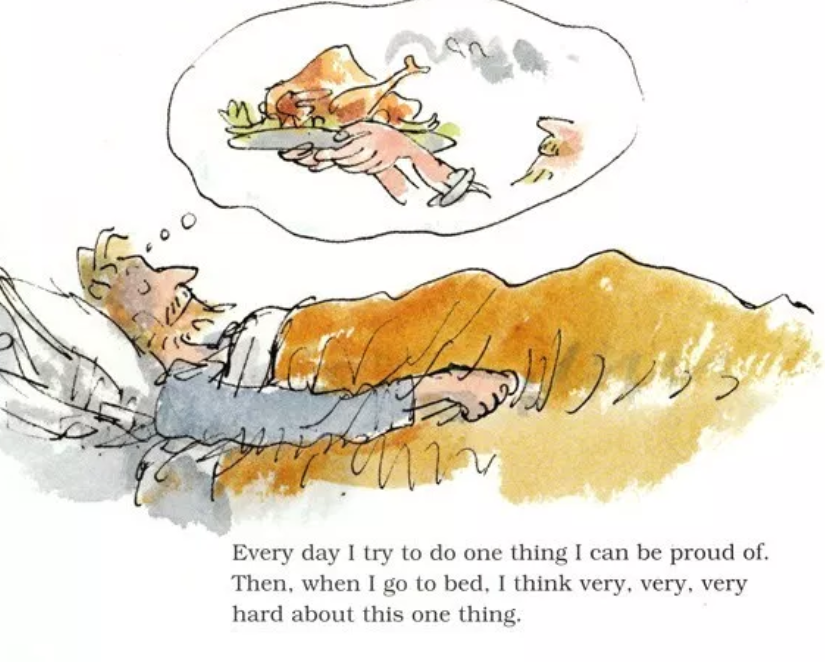 Every day I try to do one thing I can be proud of.
Then, when I go to bed, I think very, very, very
hard about this one thing.